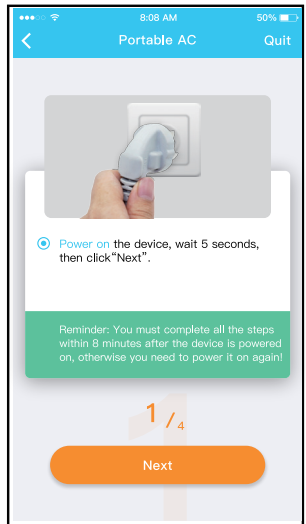 8:08 AM
50%
Portable AC
Quit
Power on the device, wait 5 seconds,
then click“Next”.
Reminder: You must complete all the steps
within 8 minutes after the device is powered
on, otherwise you need to power it on again!
1/4
Next